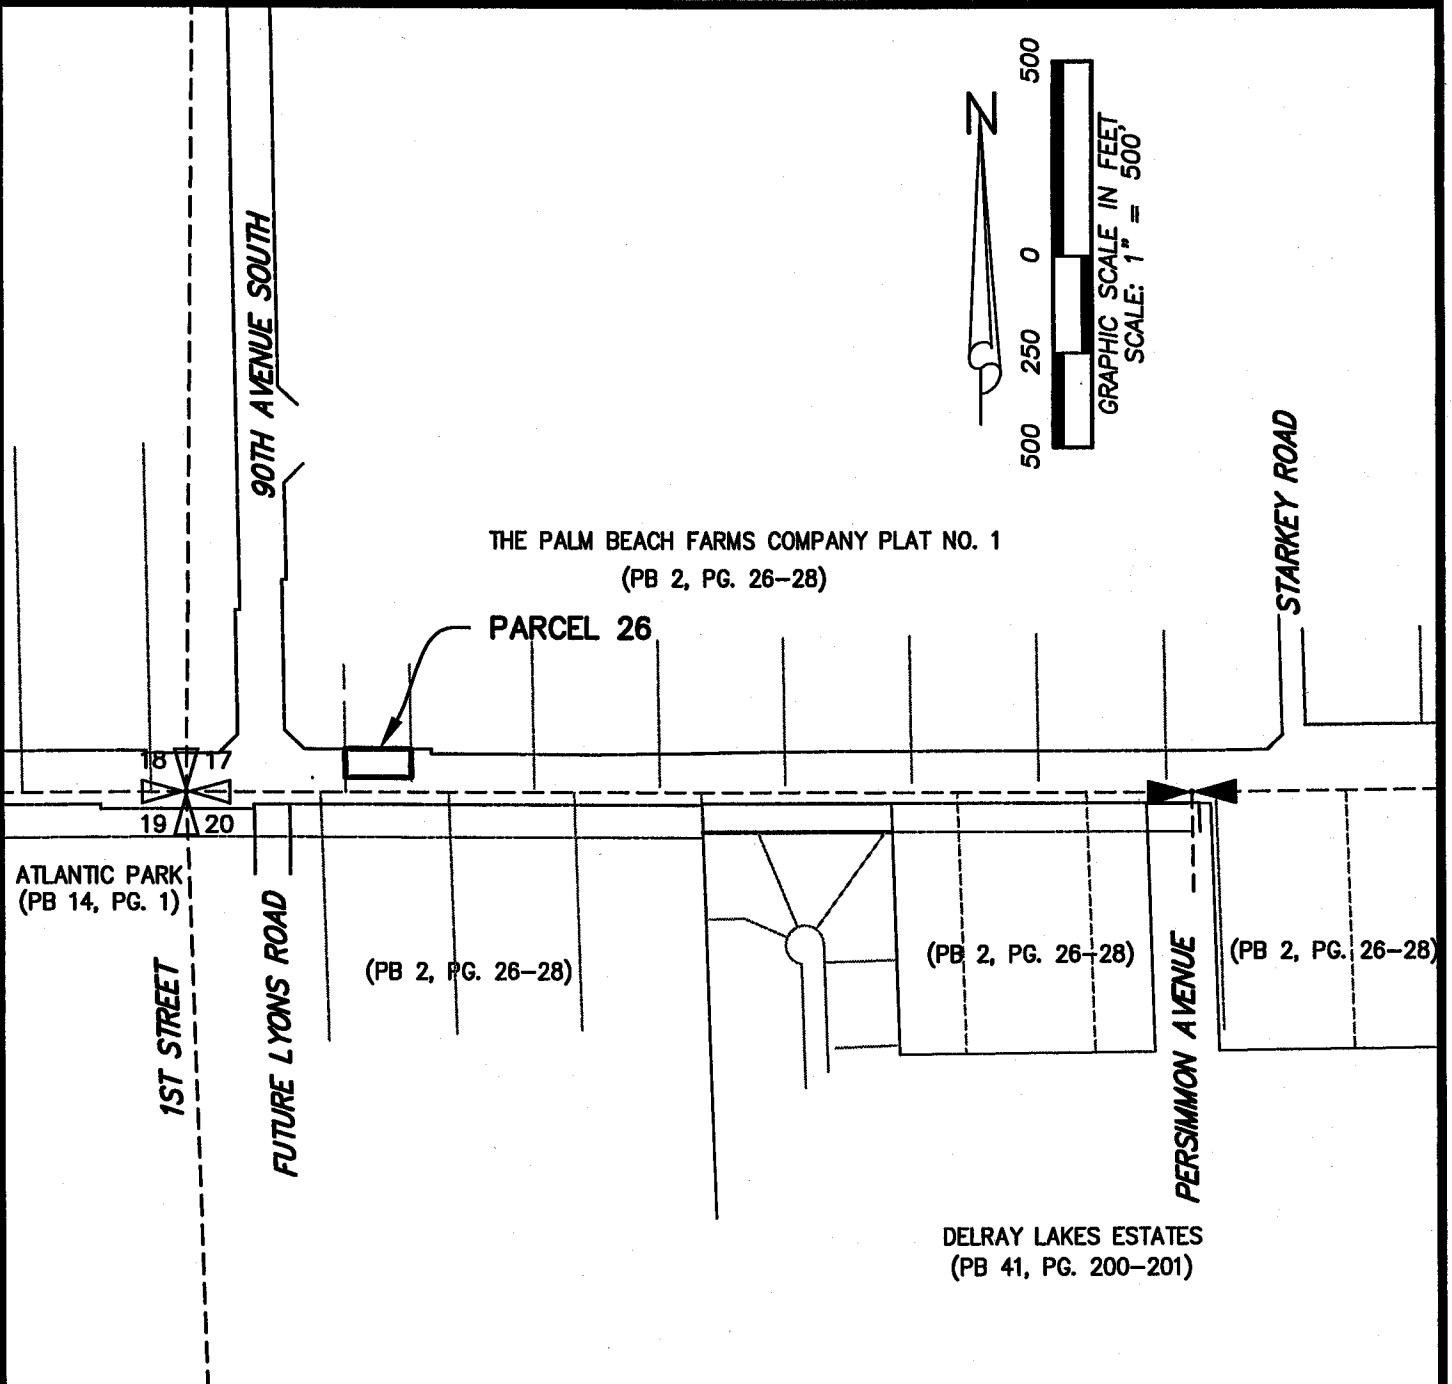 500
0
250
500
GRAPHIC SCALE IN FEET
SCALE: 1" = 500'
N
90TH AVENUE SOUTH
STARKEY ROAD
THE PALM BEACH FARMS COMPANY PLAT NO. 1
(PB 2, PG. 26-28)
PARCEL 26
18 17
19 20
ATLANTIC PARK
(PB 14, PG. 1)
1ST STREET
FUTURE LYONS ROAD
(PB 2, PG. 26-28)
(PB 2, PG. 26-28)
PERSIMMON AVENUE
(PB 2, PG. 26-28)
DELRAY LAKES ESTATES
(PB 41, PG. 200-201)